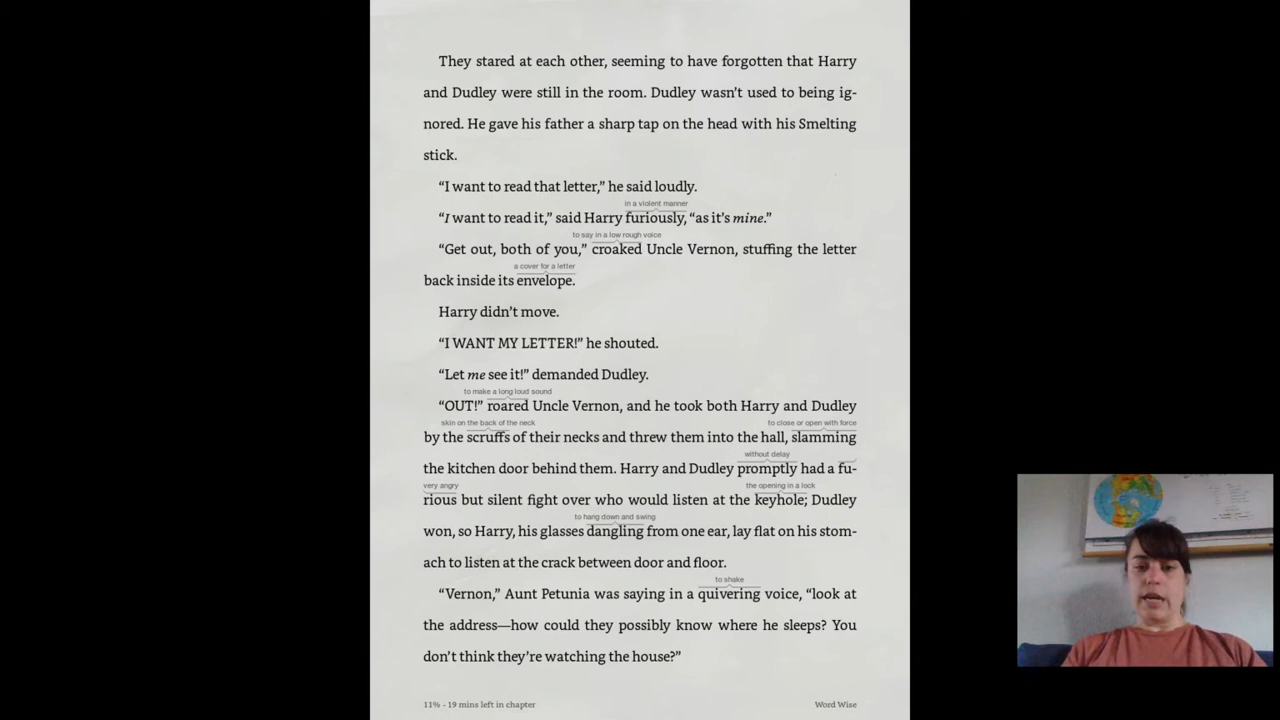 They stared at each other, seeming to have forgotten that Harry
and Dudley were still in the room. Dudley wasn’t used to being ig-
nored. He gave his father a sharp tap on the head with his Smelting
stick.
“I want to read that letter,” he said loudly.
in a violent manner
“I want to read it,” said Harry furiously, “as it’s mine.”
to say in a low rough voice
“Get out, both of you,” croaked Uncle Vernon, stuffing the letter
a cover for a letter
back inside its envelope.
Harry didn’t move.
“I WANT MY LETTER!” he shouted.
“Let me see it!” demanded Dudley.
to make a long loud sound
“OUT!” roared Uncle Vernon, and he took both Harry and Dudley
skin on the back of the neck to close or open with force
by the scruffs of their necks and threw them into the hall, slamming
without delay
the kitchen door behind them. Harry and Dudley promptly had a fu-
very angry the opening in a lock
rious but silent fight over who would listen at the keyhole; Dudley
to hang down and swing
won, so Harry, his glasses dangling from one ear, lay flat on his stom-
ach to listen at the crack between door and floor.
to shake
“Vernon,” Aunt Petunia was saying in a quivering voice, “look at
the address—how could they possibly know where he sleeps? You
don’t think they’re watching the house?”
11% - 19 mins left in chapter Word Wise